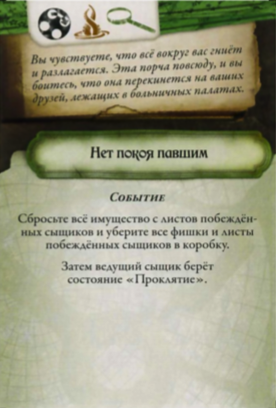 Вы чувствуете, что всё вокруг вас гниёт
и разлагается. Эта порча повсюду, и вы
боитесь, что она перекинется на ваших
друзей, лежащих в больничных палатах.
Нет покоя павшим
Событие
Сбросьте всё имущество с листов побеждён-
ных сыщиков и уберите все фишки и листы
побеждённых сыщиков в коробку.
Затем ведущий сыщик берёт
состояние «Проклятие».